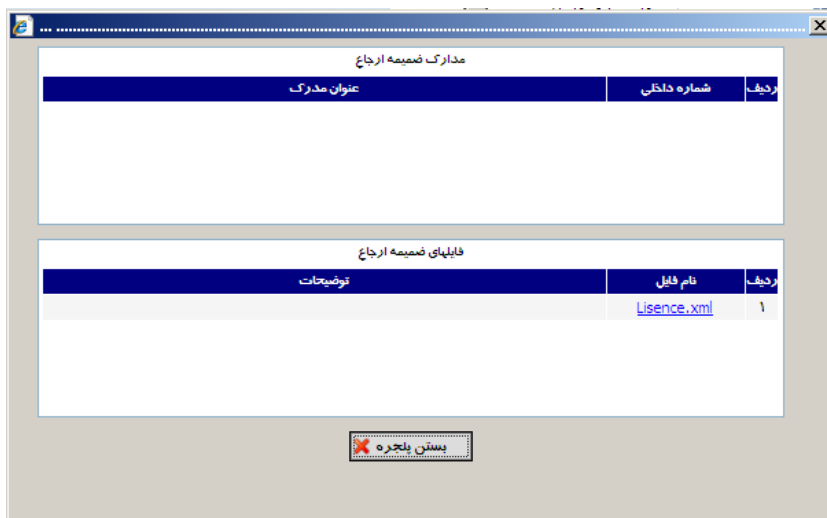 ... ......................................................................................................................................................
مدارک ضمیمه ارجاع
ردیف شماره داخلی عنوان مدرک
فایلهای ضمیمه ارجاع
ردیف نام فایل توضیحات
۱ Lisence.xml
بستن پنجره